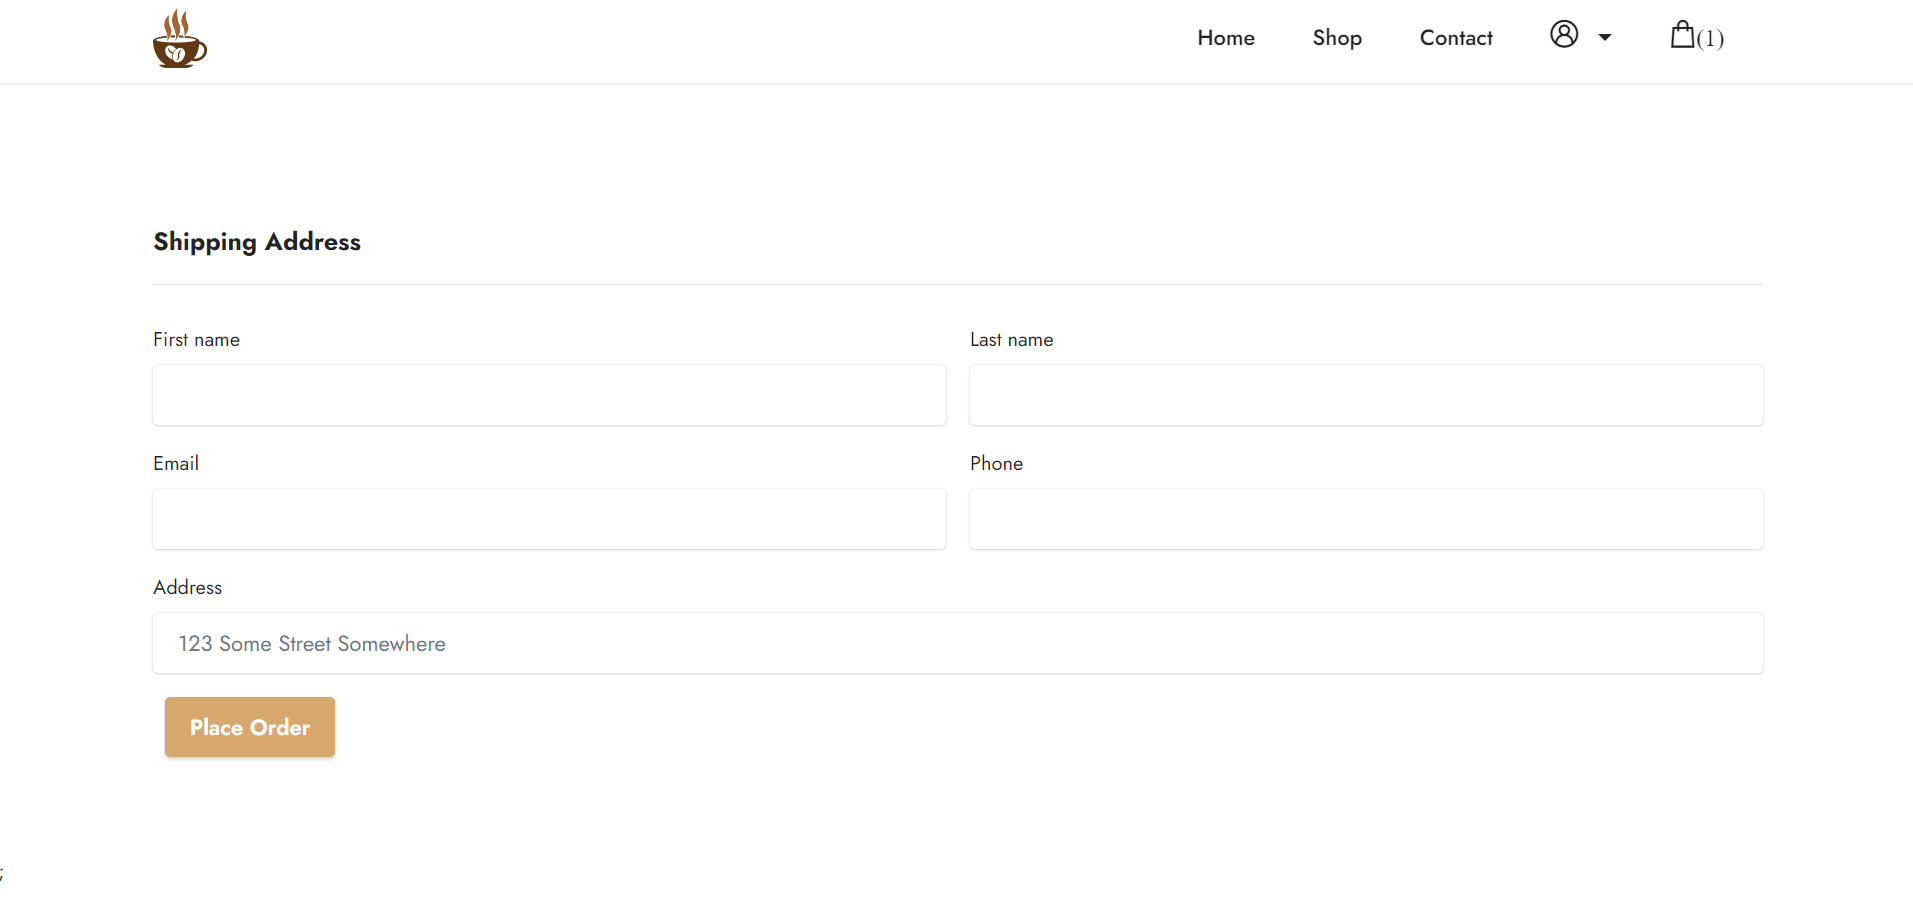 Home Shop Contact (1)
Shipping Address
First name Last name
Email Phone
Address
123 Some Street Somewhere
Place Order
;